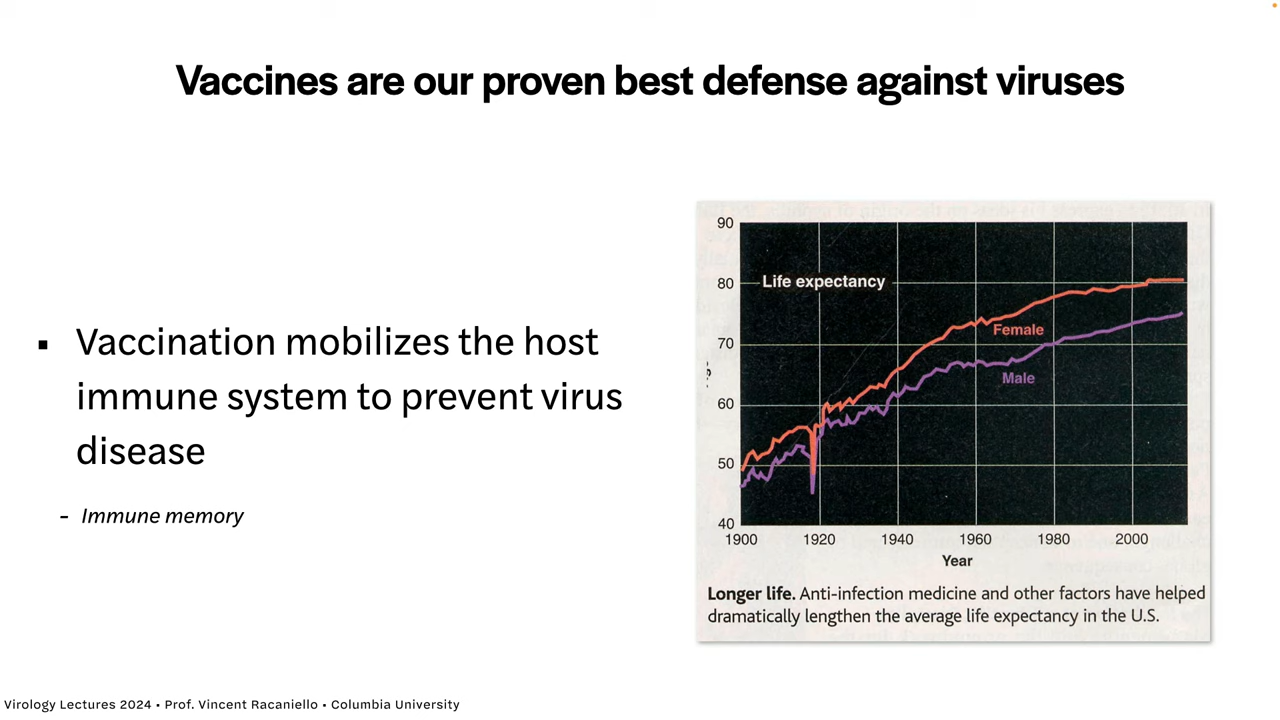 Vaccines are our proven best defense against viruses
▪ Vaccination mobilizes the host
immune system to prevent virus
disease
- Immune memory
90
80
70
60
50
40
Life expectancy
Female
Male
1900 1920 1940 1960 1980 2000
Year
Longer life. Anti-infection medicine and other factors have helped
dramatically lengthen the average life expectancy in the U.S.
Virology Lectures 2024 • Prof. Vincent Racaniello • Columbia University